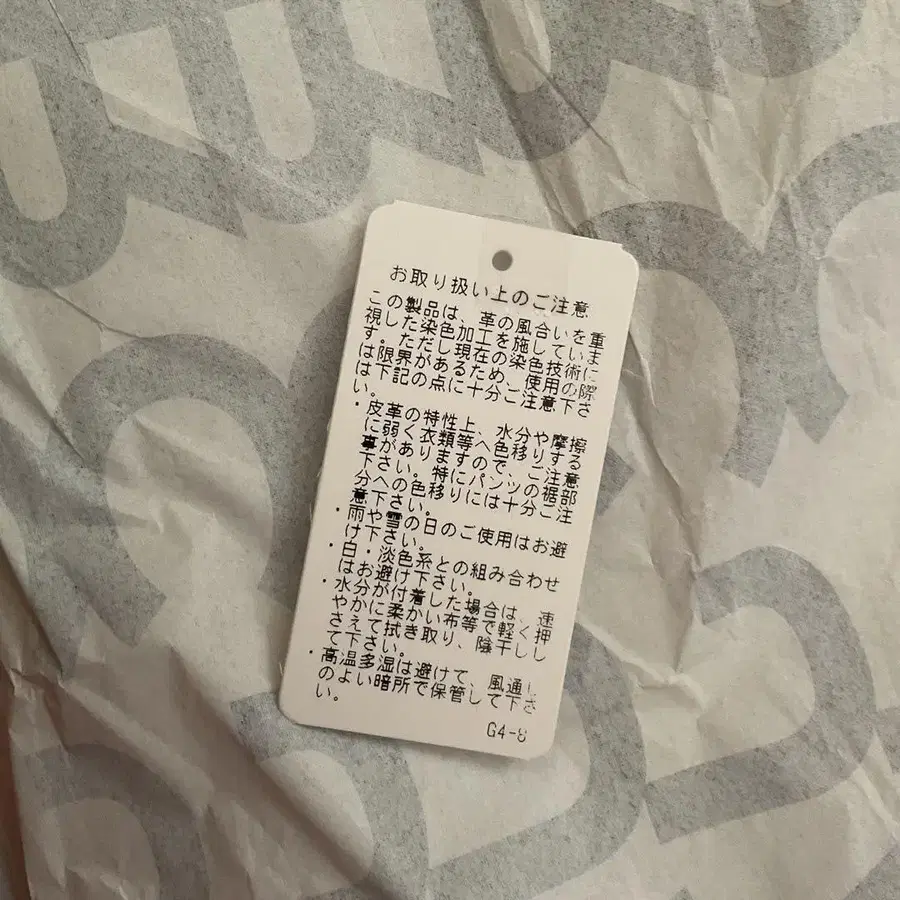 お取り扱い上のご注意
この製品は、革の風合いを重
視した染色加工を施していま
す。ただし現在の染色技術に
は限界があるため、使用の際
は下記の点に十分ご注意下さ
い。
・皮革の特性上、水分や摩擦
に弱く衣類等へ色移りする
事がありますので、ご注意
下さい。特にパンツの裾部
分への色移りには十分ご注
意下さい。
・雨や雪の日のご使用はお避
け下さい。
・白・淡色系との組み合わせ
はお避け下さい。
・水分が付着した場合は、速
やかに柔かい布等で軽く押
さえて拭き取り、陰干しし
て下さい。
・高温多湿は避けて、風通し
のよい暗所で保管して下さ
い。
G4-8